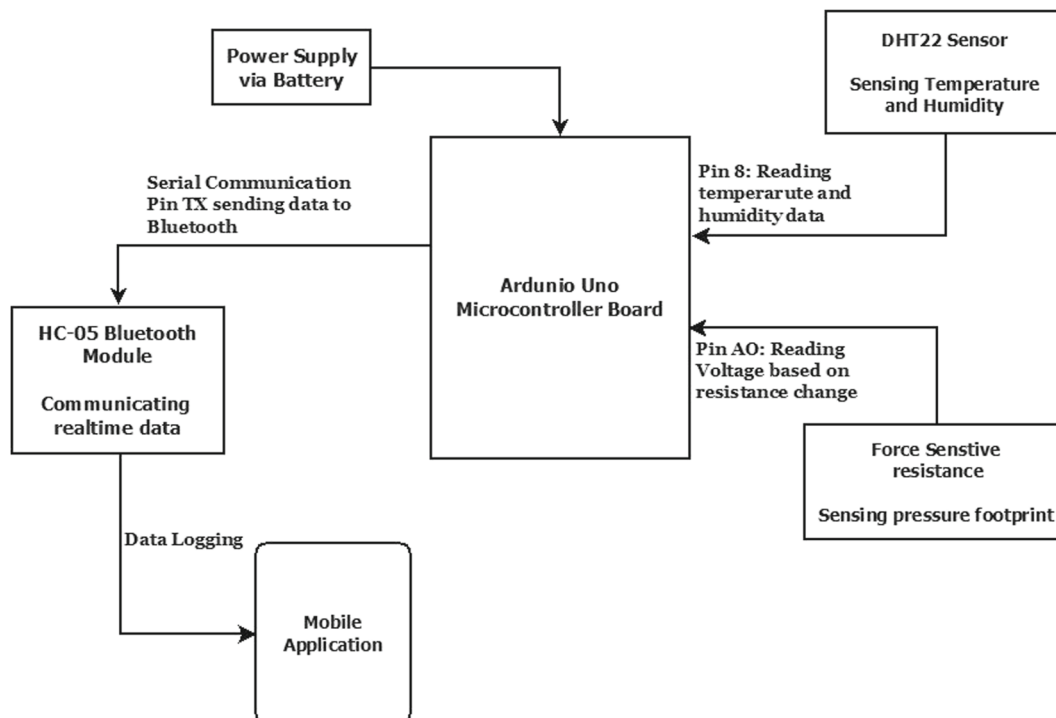 Power Supply
via Battery
DHT22 Sensor
Sensing Temperature
and Humidity
Serial Communication
Pin TX sending data to
Bluetooth
Pin 8: Reading
temperarute and
humidity data
Ardunio Uno
Microcontroller Board
HC-05 Bluetooth
Module
Communicating
realtime data
Pin AO: Reading
Voltage based on
resistance change
Force Senstive
resistance
Sensing pressure footprint
Data Logging
Mobile
Application